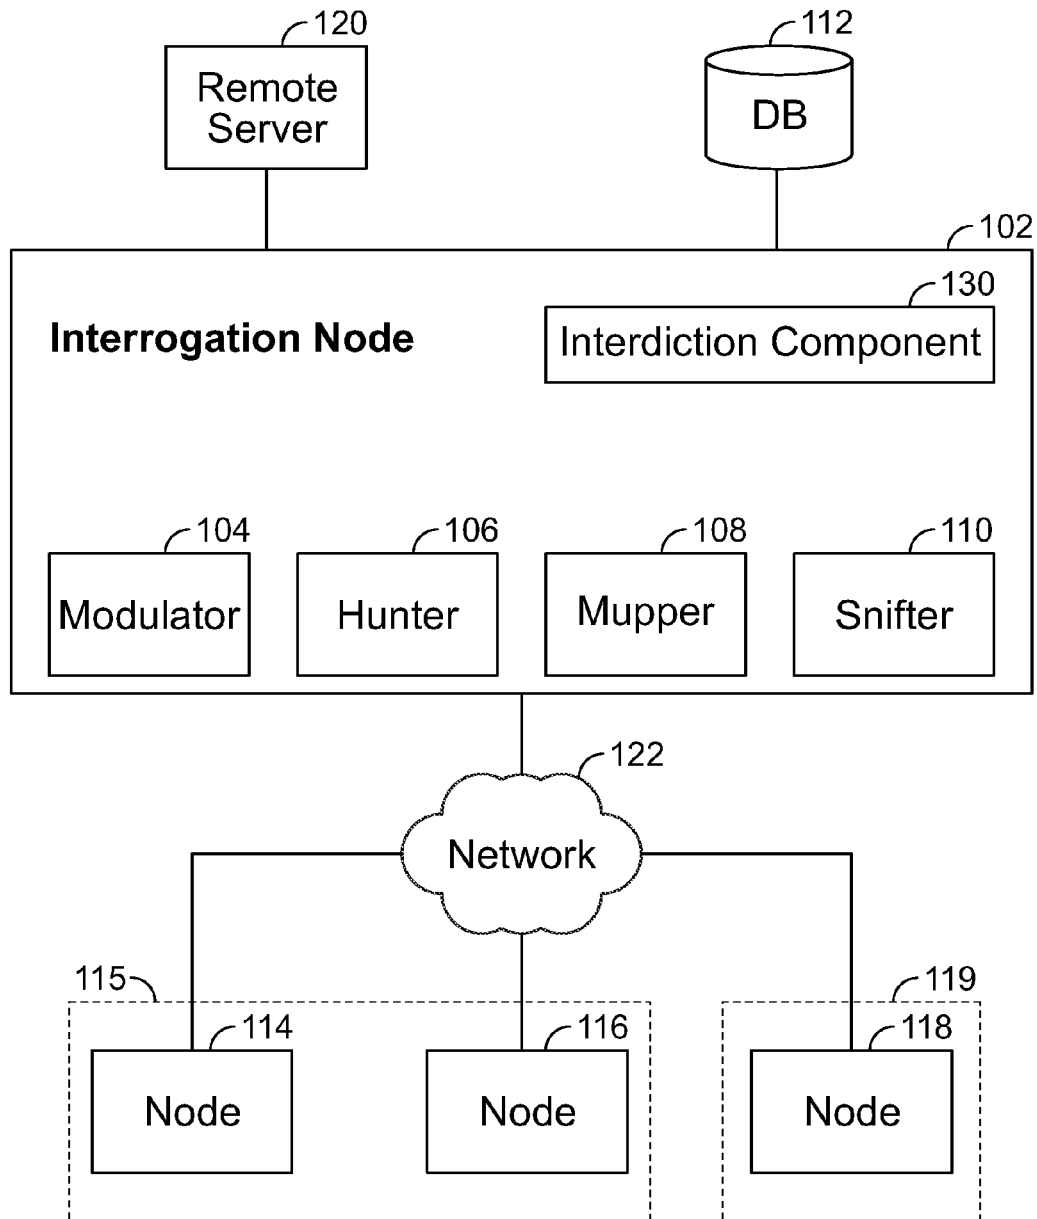 120
112
Remote
Server
DB
102
130
Interrogation Node
Interdiction Component
104
106
108
110
Modulator
Hunter
Mupper
Snifter
122
Network
115
119
114
116
118
Node
Node
Node